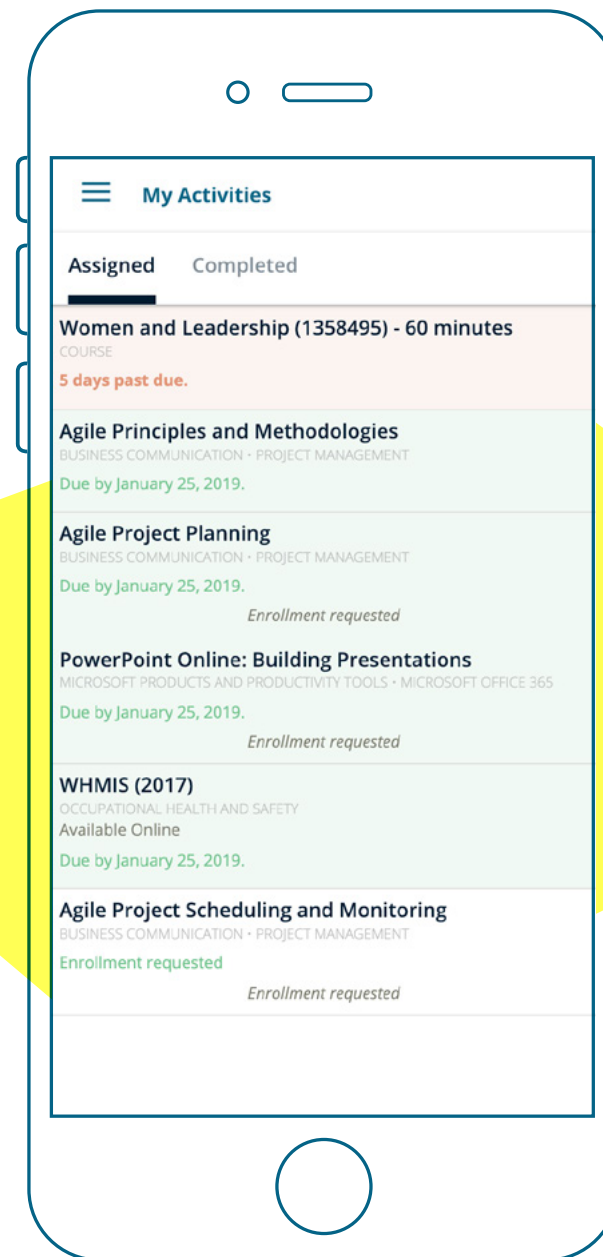 My Activities
Assigned Completed
Women and Leadership (1358495) - 60 minutes
COURSE
5 days past due.
Agile Principles and Methodologies
BUSINESS COMMUNICATION • PROJECT MANAGEMENT
Due by January 25, 2019.
Agile Project Planning
BUSINESS COMMUNICATION • PROJECT MANAGEMENT
Due by January 25, 2019.
Enrollment requested
PowerPoint Online: Building Presentations
MICROSOFT PRODUCTS AND PRODUCTIVITY TOOLS • MICROSOFT OFFICE 365
Due by January 25, 2019.
Enrollment requested
WHMIS (2017)
OCCUPATIONAL HEALTH AND SAFETY
Available Online
Due by January 25, 2019.
Agile Project Scheduling and Monitoring
BUSINESS COMMUNICATION • PROJECT MANAGEMENT
Enrollment requested
Enrollment requested